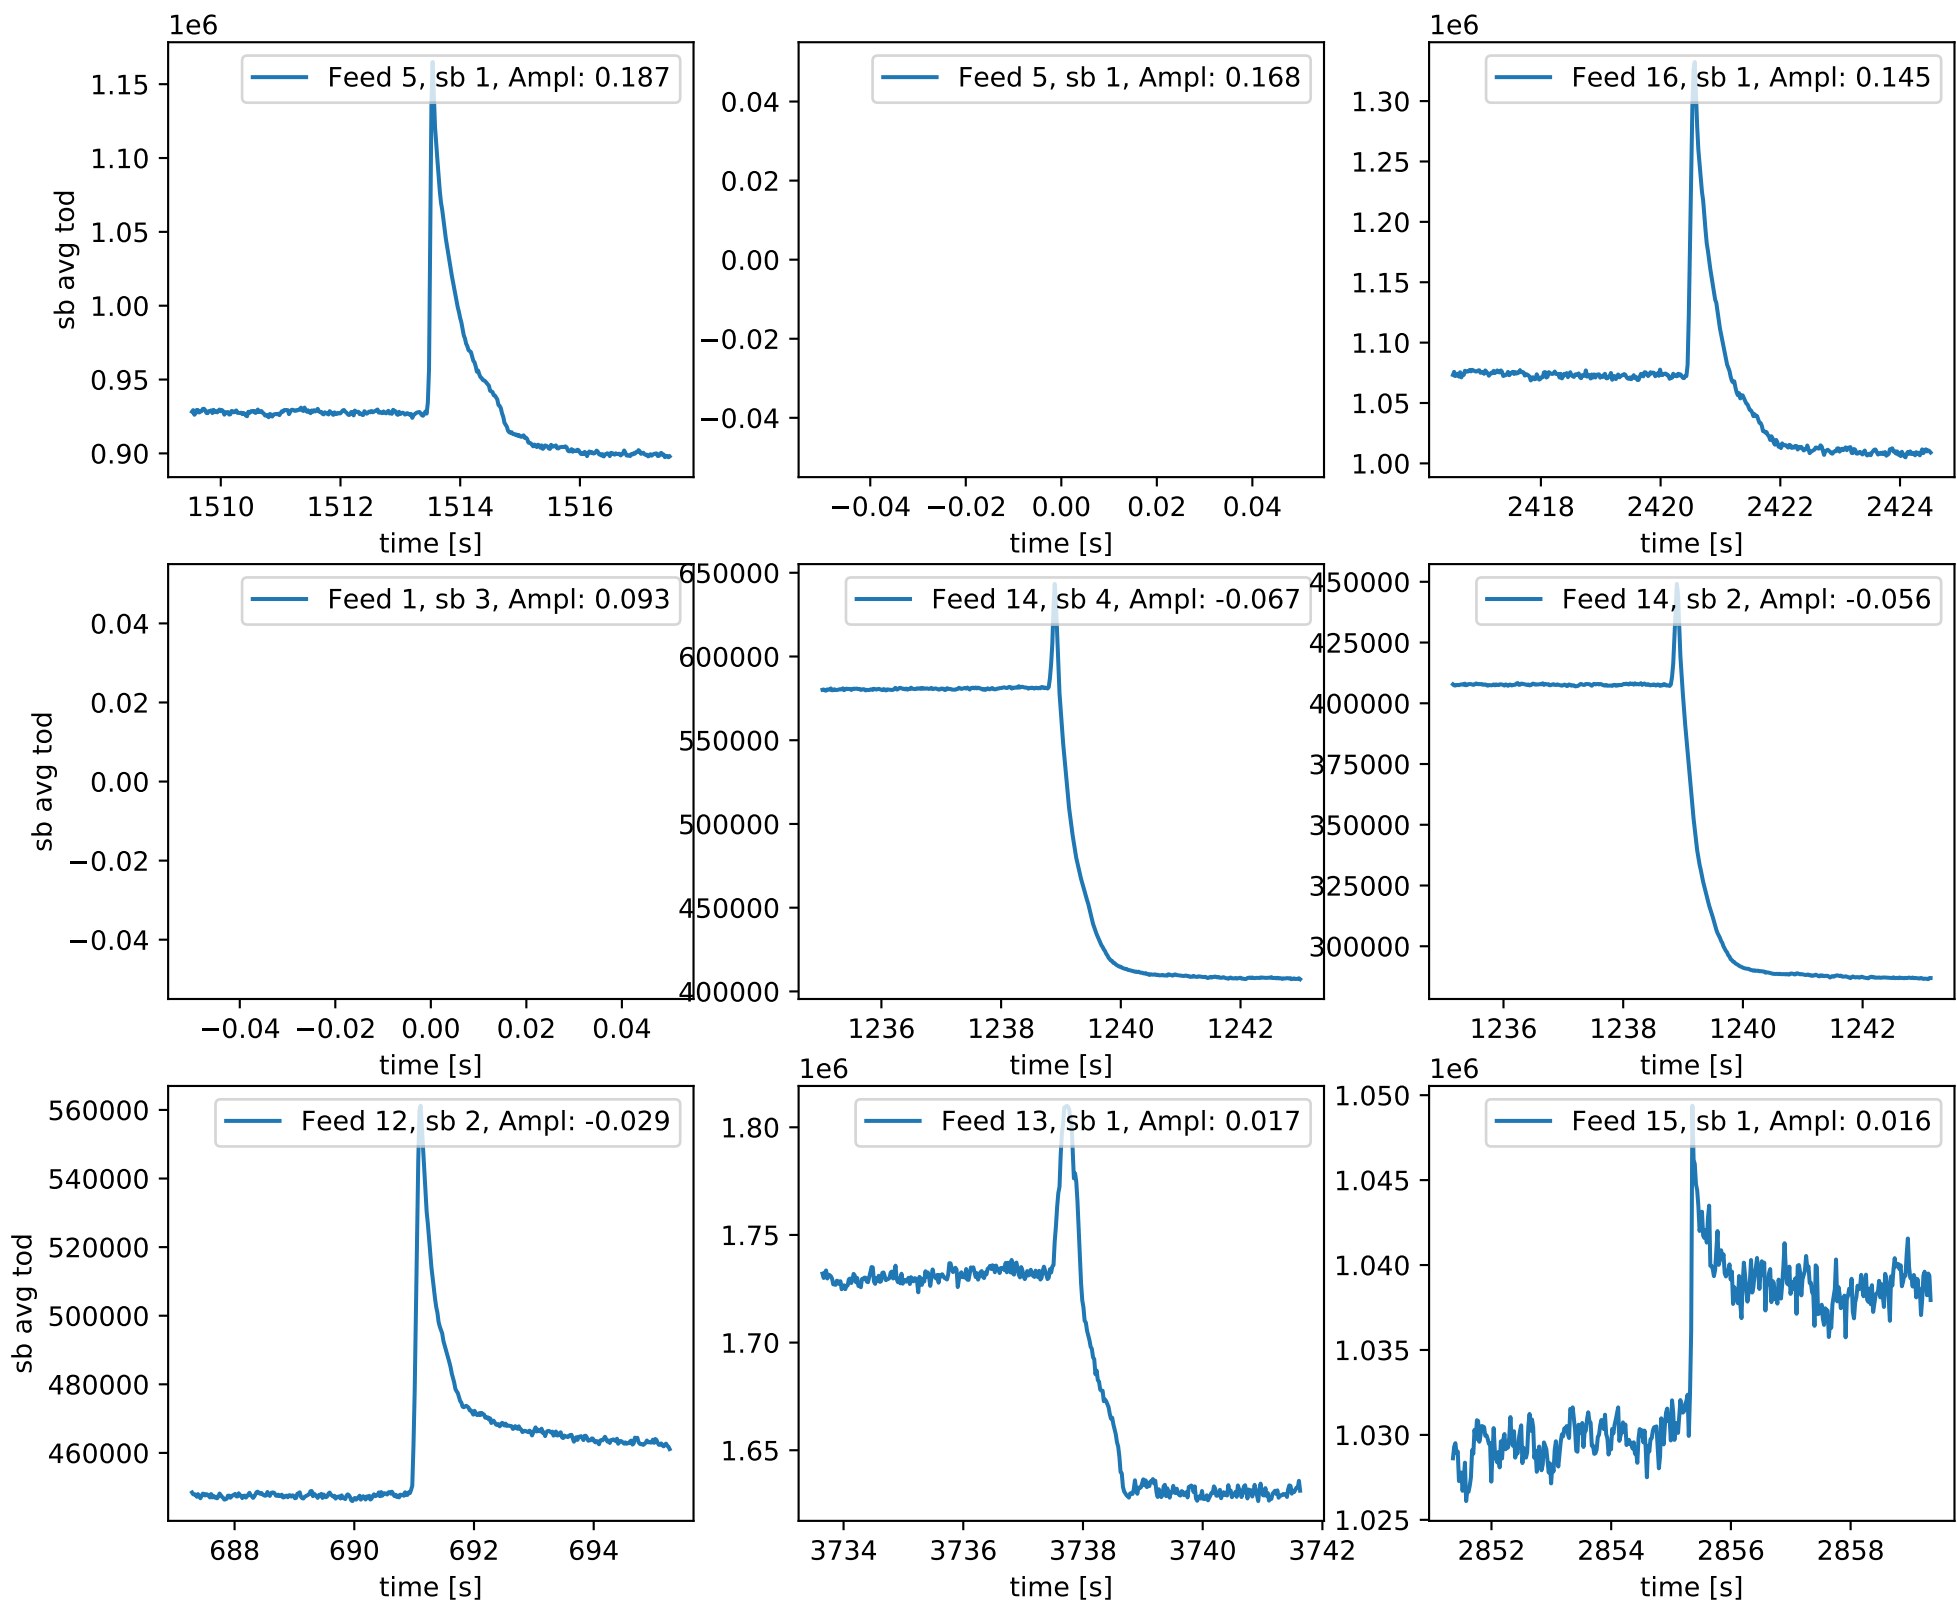 1e6
Feed 5, sb 1, Ampl: 0.187
1.15
1.10
1.05
1.00
0.95
0.90
sb avg tod
1510 1512 1514 1516
time [s]
Feed 5, sb 1, Ampl: 0.168
0.04
0.02
0.00
−0.02
−0.04
−0.04 −0.02 0.00 0.02 0.04
time [s]
1e6
Feed 16, sb 1, Ampl: 0.145
1.30
1.25
1.20
1.15
1.10
1.05
1.00
2418 2420 2422 2424
time [s]
Feed 1, sb 3, Ampl: 0.093
0.04
0.02
0.00
−0.02
−0.04
sb avg tod
−0.04 −0.02 0.00 0.02 0.04
time [s]
Feed 14, sb 4, Ampl: -0.067
650000
600000
550000
500000
450000
400000
1236 1238 1240 1242
time [s]
Feed 14, sb 2, Ampl: -0.056
450000
425000
400000
375000
350000
325000
300000
1236 1238 1240 1242
time [s]
Feed 12, sb 2, Ampl: -0.029
560000
540000
520000
500000
480000
460000
sb avg tod
688 690 692 694
time [s]
1e6
Feed 13, sb 1, Ampl: 0.017
1.80
1.75
1.70
1.65
3734 3736 3738 3740 3742
time [s]
1e6
Feed 15, sb 1, Ampl: 0.016
1.050
1.045
1.040
1.035
1.030
1.025
2852 2854 2856 2858
time [s]